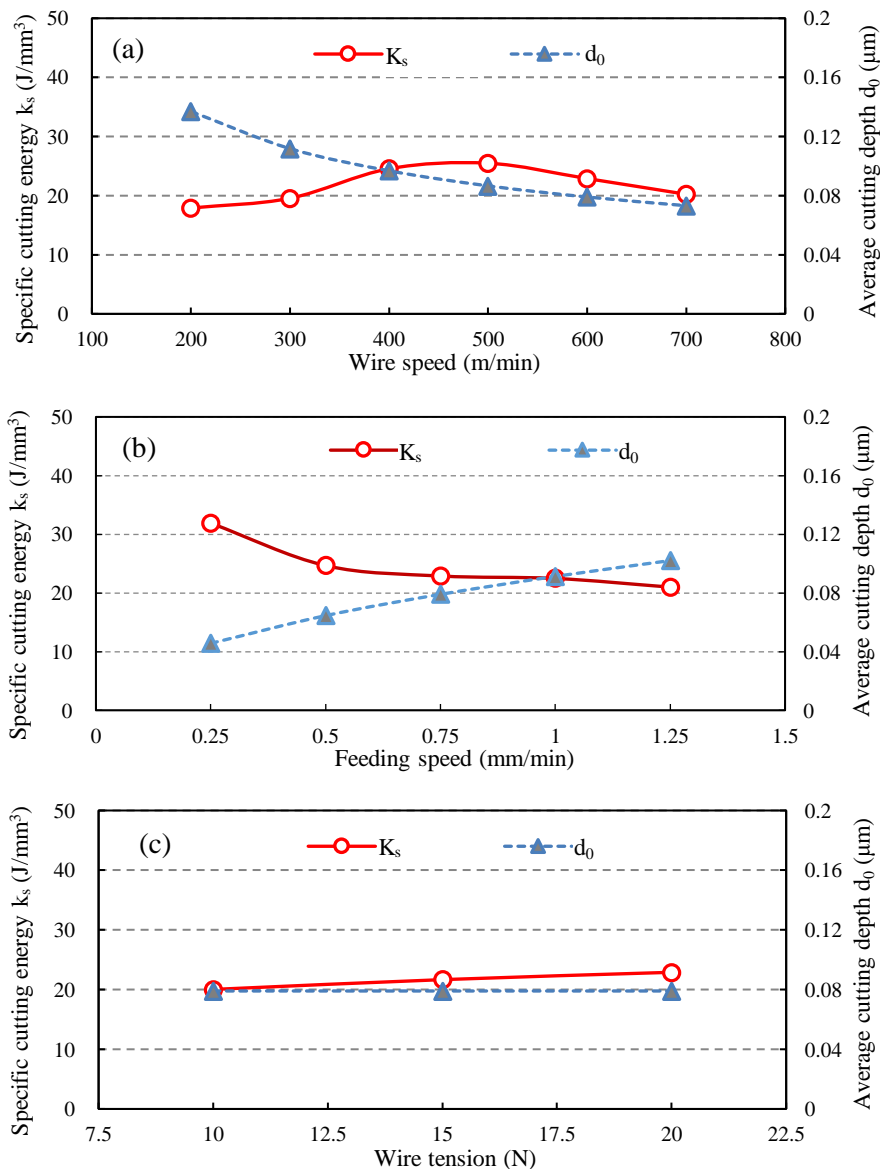 (a)
Kₛ
d₀
Specific cutting energy kₛ (J/mm³)
50
40
30
20
10
0
Average cutting depth d₀ (µm)
0.2
0.16
0.12
0.08
0.04
0
100 200 300 400 500 600 700 800
Wire speed (m/min)
(b)
Kₛ
d₀
Specific cutting energy kₛ (J/mm³)
50
40
30
20
10
0
Average cutting depth d₀ (µm)
0.2
0.16
0.12
0.08
0.04
0
0 0.25 0.5 0.75 1 1.25 1.5
Feeding speed (mm/min)
(c)
Kₛ
d₀
Specific cutting energy kₛ (J/mm³)
50
40
30
20
10
0
Average cutting depth d₀ (µm)
0.2
0.16
0.12
0.08
0.04
0
7.5 10 12.5 15 17.5 20 22.5
Wire tension (N)